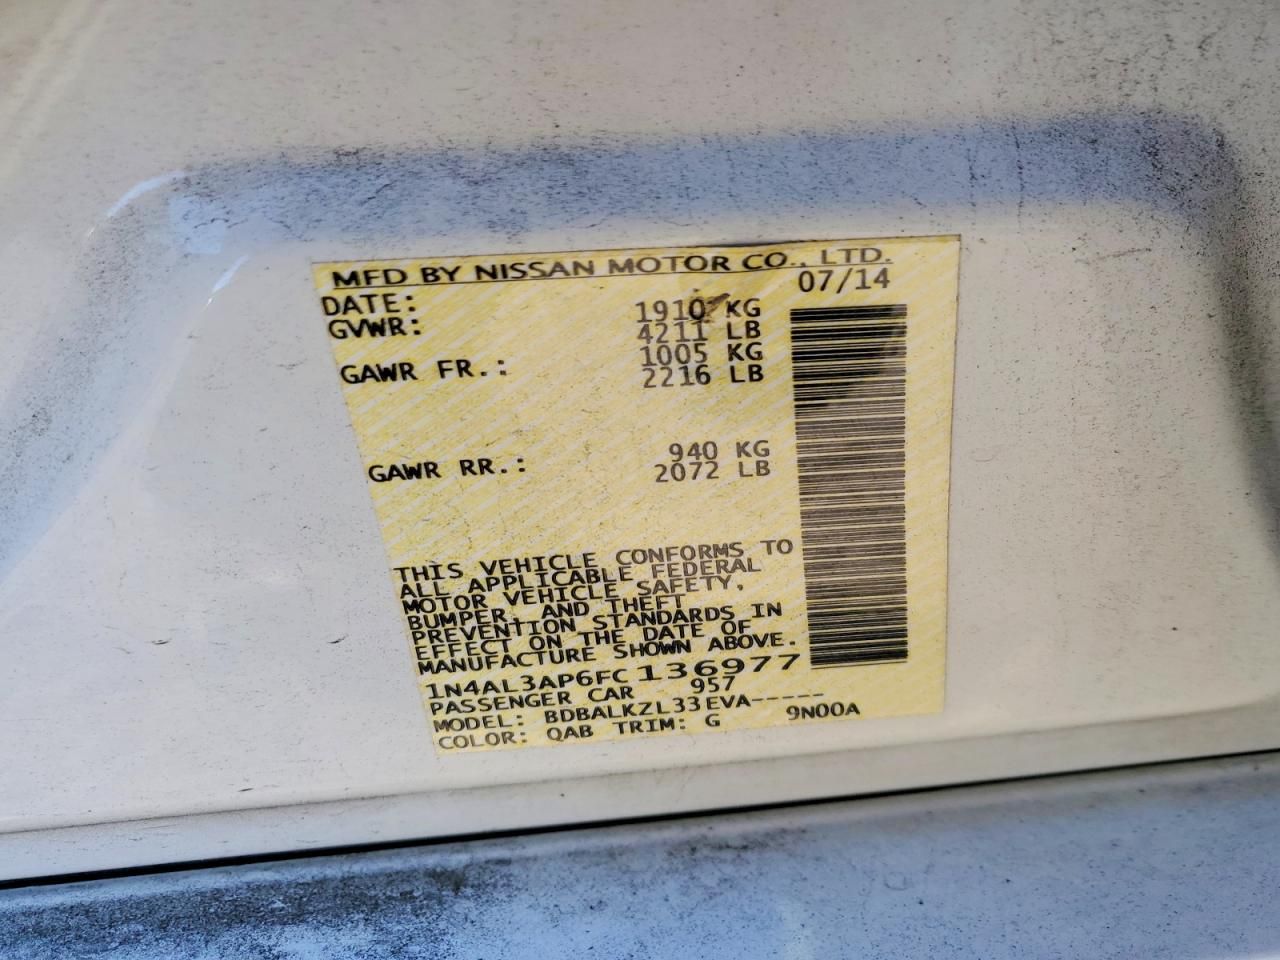 MFD BY NISSAN MOTOR CO., LTD.
DATE: 07/14
GVWR: 1910 KG
4211 LB
GAWR FR.: 1005 KG
2216 LB
GAWR RR.: 940 KG
2072 LB
THIS VEHICLE CONFORMS TO
ALL APPLICABLE FEDERAL
MOTOR VEHICLE SAFETY,
BUMPER, AND THEFT
PREVENTION STANDARDS IN
EFFECT ON THE DATE OF
MANUFACTURE SHOWN ABOVE.
1N4AL3AP6FC136977
PASSENGER CAR 957
MODEL: BDBALKZL33EVA-----
COLOR: QAB TRIM: G 9N00A